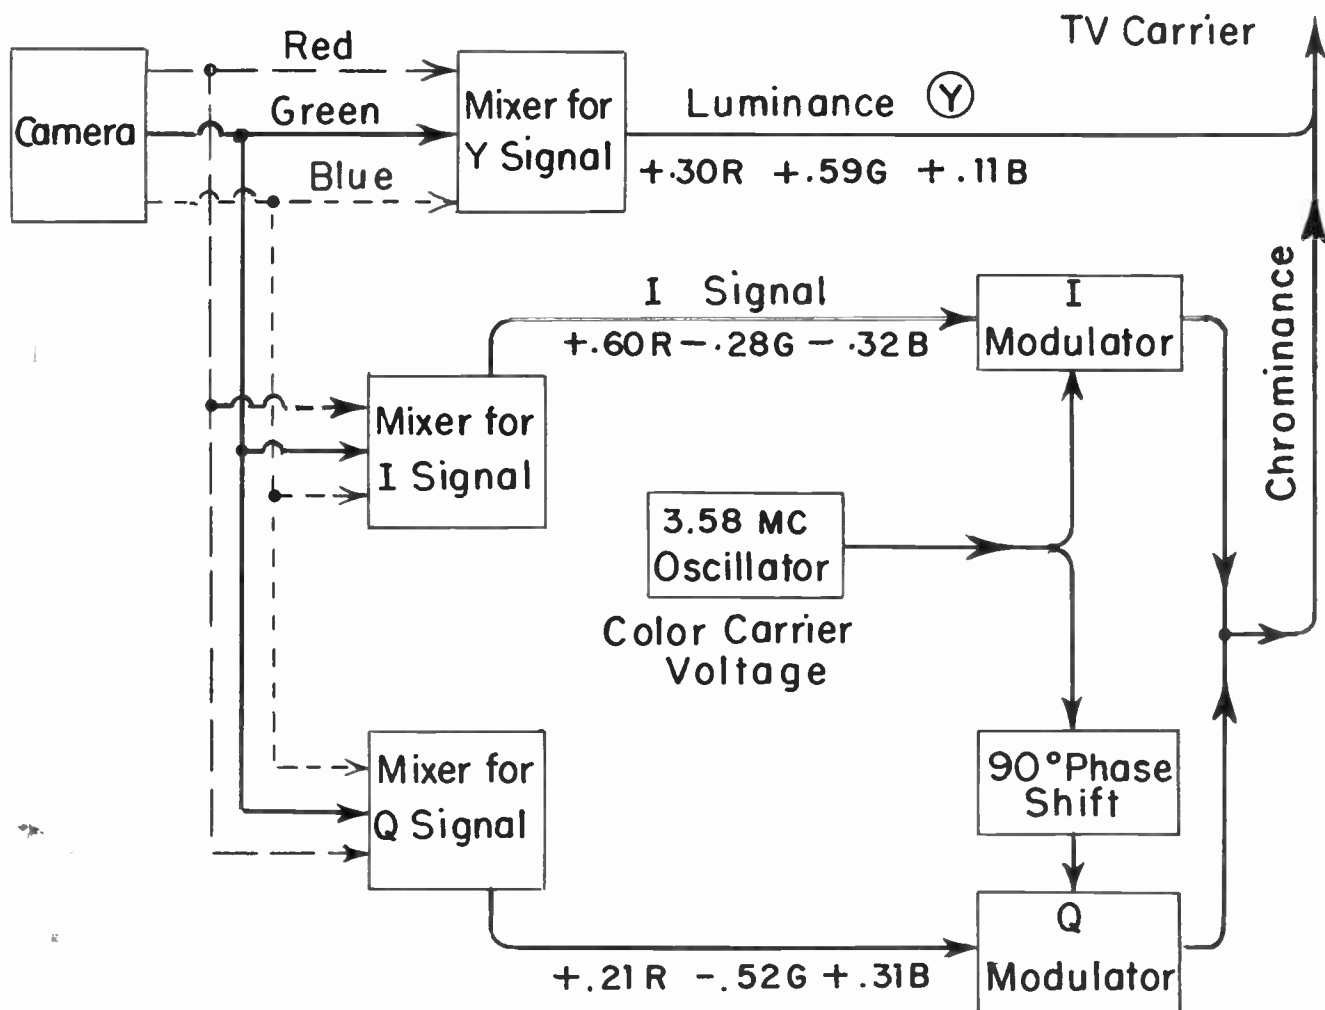 TV Carrier
Red
Camera
Green
Blue
Mixer for
Y Signal
Luminance Ⓨ
+.30R +.59G +.11B
I Signal
+.60R -.28G -.32B
I
Modulator
Chrominance
Mixer for
I Signal
3.58 MC
Oscillator
Color Carrier
Voltage
Mixer for
Q Signal
90° Phase
Shift
+.21R -.52G +.31B
Q
Modulator